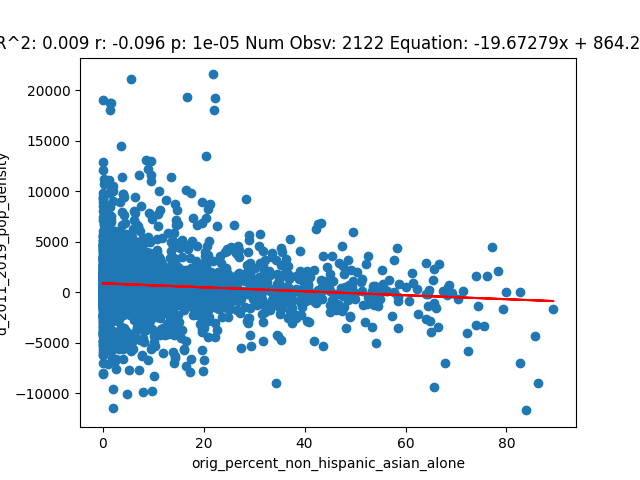 R^2: 0.009 r: -0.096 p: 1e-05 Num Obsv: 2122 Equation: -19.67279x + 864.2
20000
15000
10000
5000
0
−5000
−10000
d_2011_2019_pop_density
0 20 40 60 80
orig_percent_non_hispanic_asian_alone